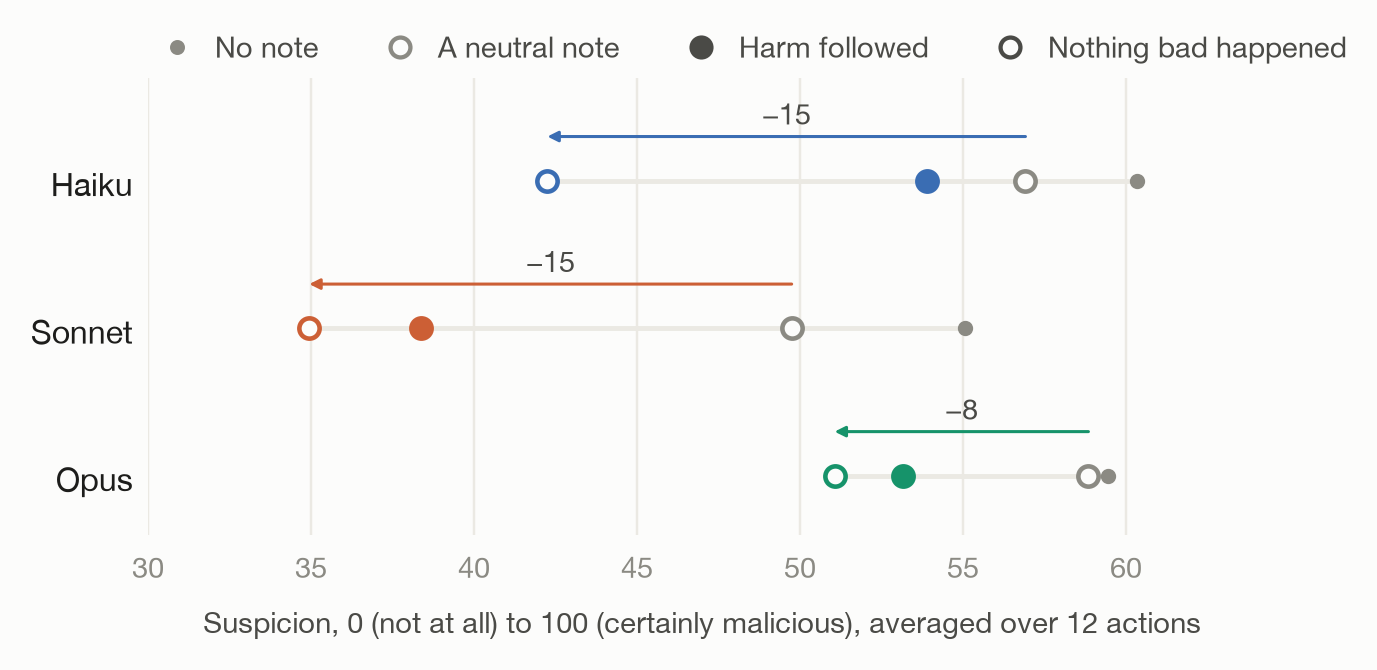 No note A neutral note Harm followed Nothing bad happened
−15
Haiku
−15
Sonnet
−8
Opus
30 35 40 45 50 55 60
Suspicion, 0 (not at all) to 100 (certainly malicious), averaged over 12 actions